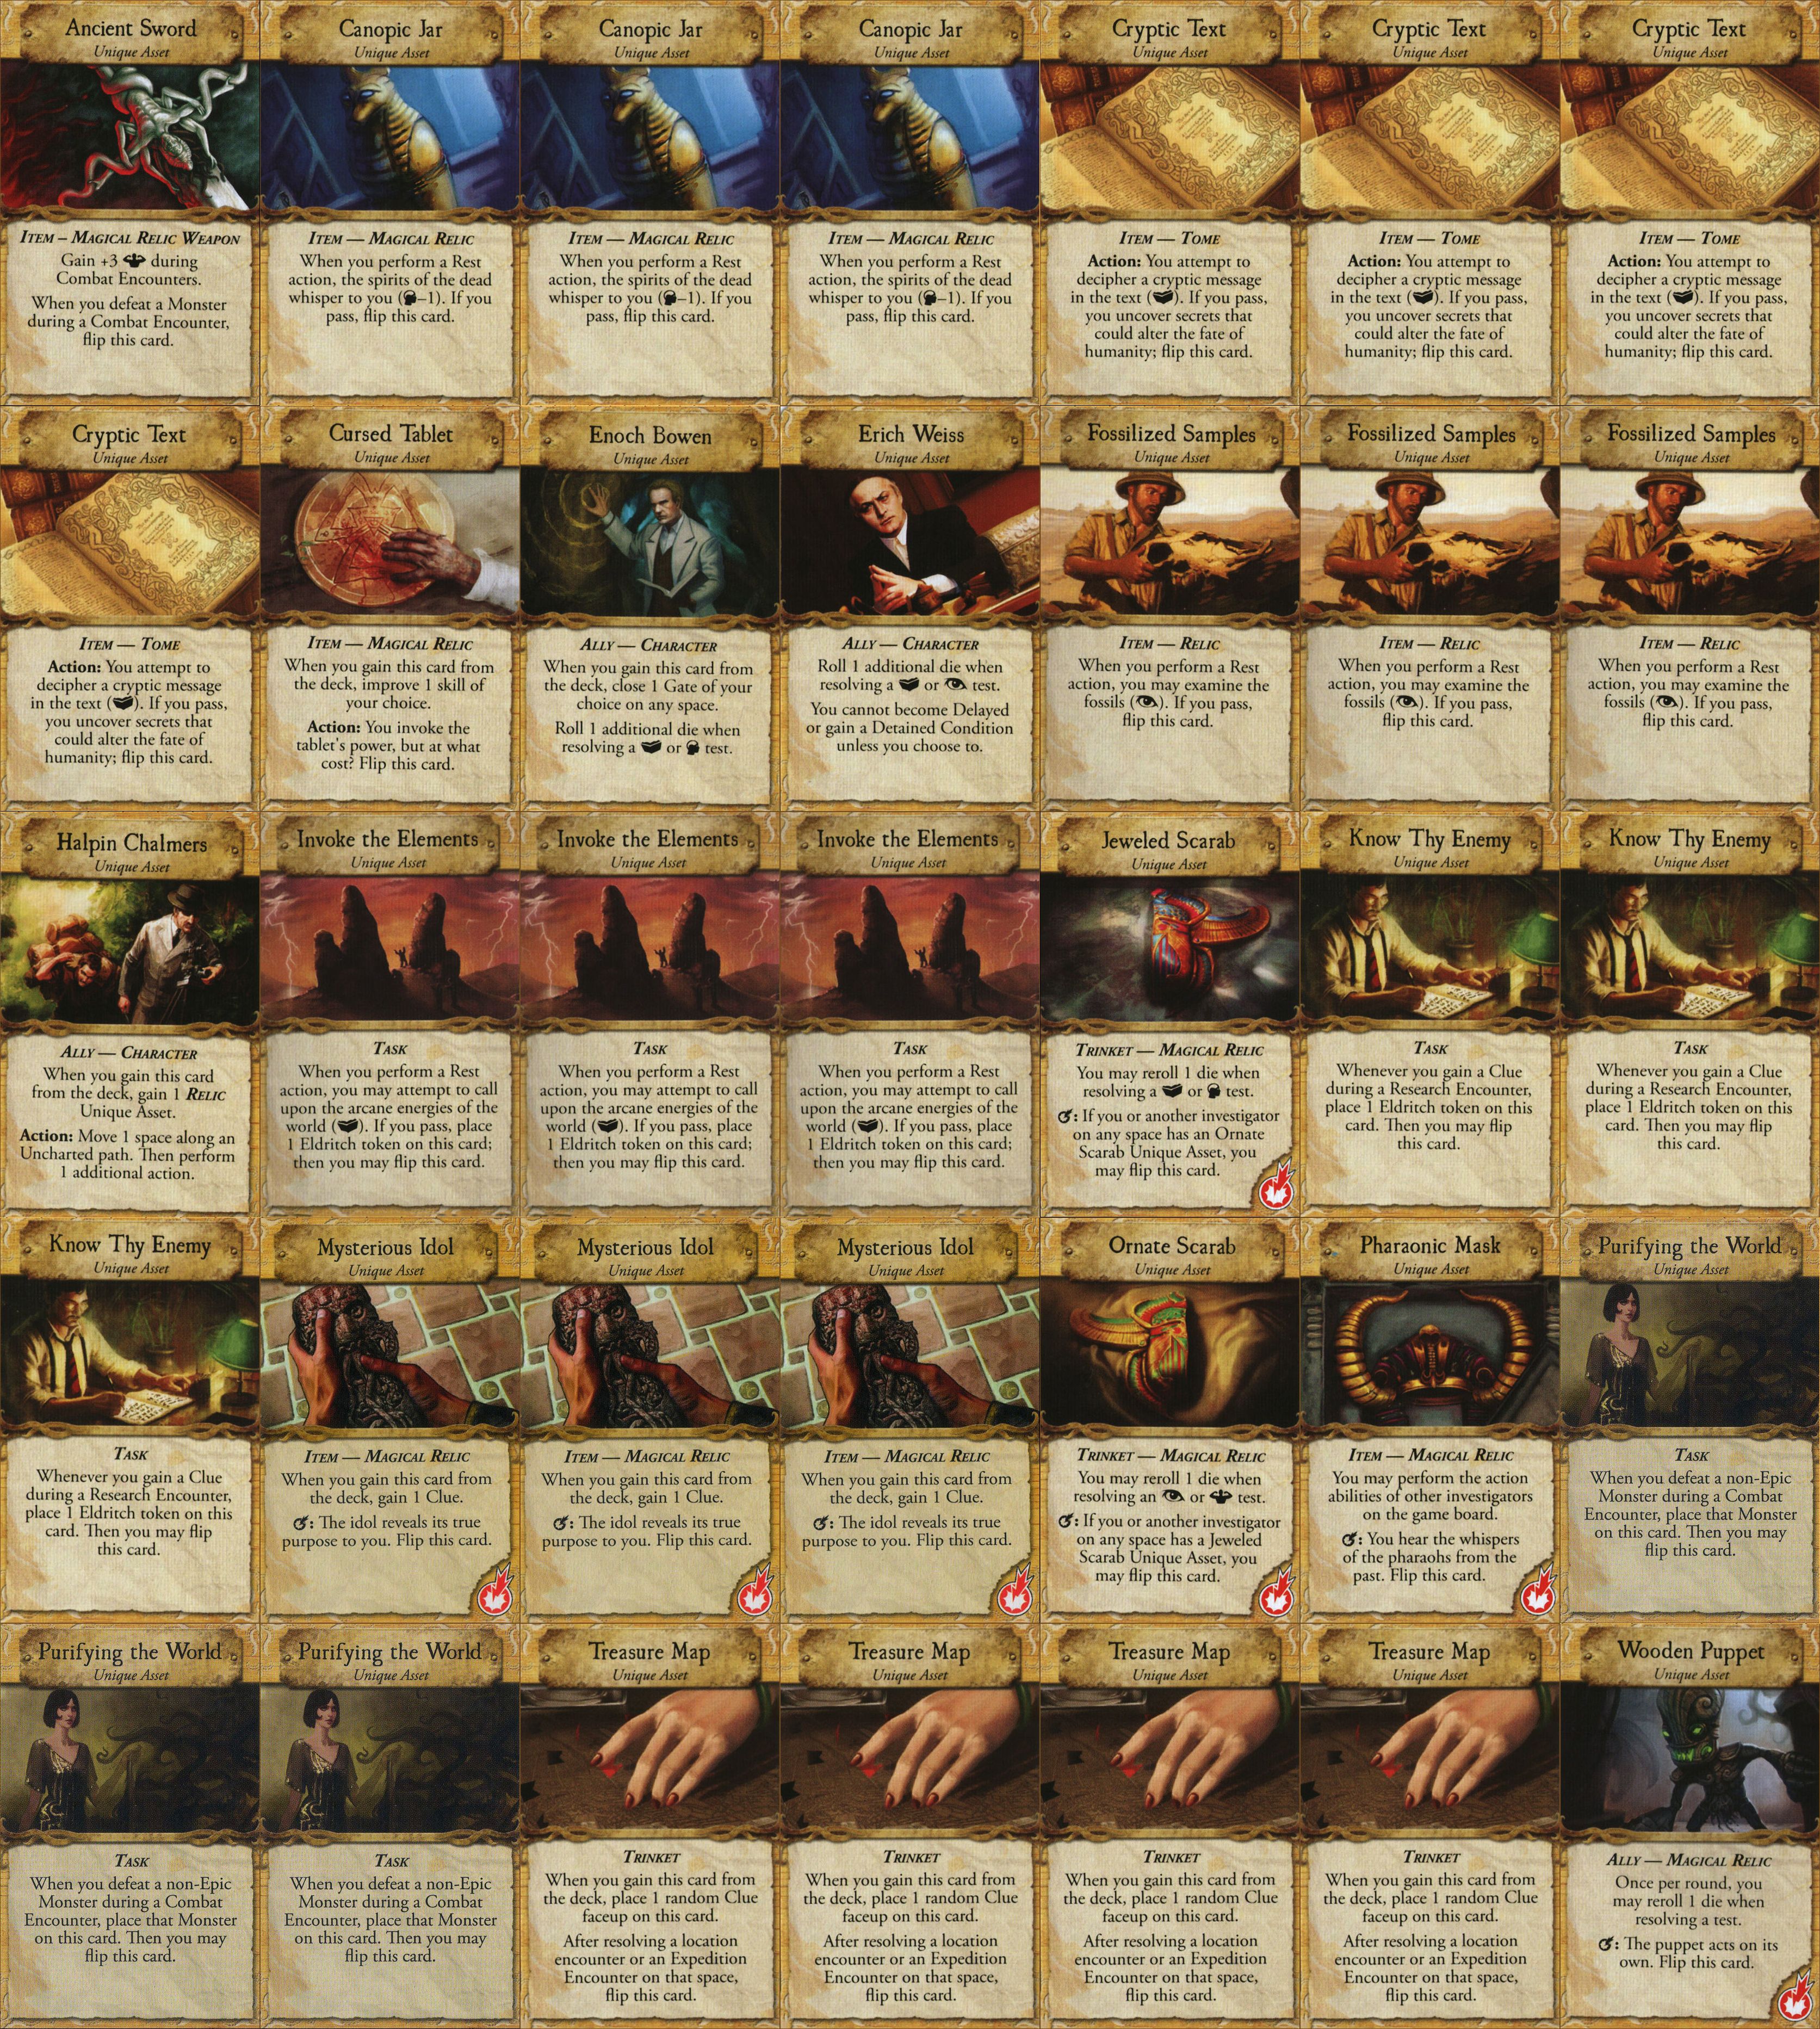 Ancient Sword
Unique Asset
Item – Magical Relic Weapon
Gain +3 during
Combat Encounters.
When you defeat a Monster
during a Combat Encounter,
flip this card.
Canopic Jar
Unique Asset
Item — Magical Relic
When you perform a Rest
action, the spirits of the dead
whisper to you (–1). If you
pass, flip this card.
Canopic Jar
Unique Asset
Item — Magical Relic
When you perform a Rest
action, the spirits of the dead
whisper to you (–1). If you
pass, flip this card.
Canopic Jar
Unique Asset
Item — Magical Relic
When you perform a Rest
action, the spirits of the dead
whisper to you (–1). If you
pass, flip this card.
Cryptic Text
Unique Asset
Item — Tome
Action: You attempt to
decipher a cryptic message
in the text (). If you pass,
you uncover secrets that
could alter the fate of
humanity; flip this card.
Cryptic Text
Unique Asset
Item — Tome
Action: You attempt to
decipher a cryptic message
in the text (). If you pass,
you uncover secrets that
could alter the fate of
humanity; flip this card.
Cryptic Text
Unique Asset
Item — Tome
Action: You attempt to
decipher a cryptic message
in the text (). If you pass,
you uncover secrets that
could alter the fate of
humanity; flip this card.
Cryptic Text
Unique Asset
Item — Tome
Action: You attempt to
decipher a cryptic message
in the text (). If you pass,
you uncover secrets that
could alter the fate of
humanity; flip this card.
Cursed Tablet
Unique Asset
Item — Magical Relic
When you gain this card from
the deck, improve 1 skill of
your choice.
Action: You invoke the
tablet's power, but at what
cost? Flip this card.
Enoch Bowen
Unique Asset
Ally — Character
When you gain this card from
the deck, close 1 Gate of your
choice on any space.
Roll 1 additional die when
resolving a or test.
Erich Weiss
Unique Asset
Ally — Character
Roll 1 additional die when
resolving a or test.
You cannot become Delayed
or gain a Detained Condition
unless you choose to.
Fossilized Samples
Unique Asset
Item — Relic
When you perform a Rest
action, you may examine the
fossils (). If you pass,
flip this card.
Fossilized Samples
Unique Asset
Item — Relic
When you perform a Rest
action, you may examine the
fossils (). If you pass,
flip this card.
Fossilized Samples
Unique Asset
Item — Relic
When you perform a Rest
action, you may examine the
fossils (). If you pass,
flip this card.
Halpin Chalmers
Unique Asset
Ally — Character
When you gain this card
from the deck, gain 1 Relic
Unique Asset.
Action: Move 1 space along an
Uncharted path. Then perform
1 additional action.
Invoke the Elements
Unique Asset
Task
When you perform a Rest
action, you may attempt to call
upon the arcane energies of the
world (). If you pass, place
1 Eldritch token on this card;
then you may flip this card.
Invoke the Elements
Unique Asset
Task
When you perform a Rest
action, you may attempt to call
upon the arcane energies of the
world (). If you pass, place
1 Eldritch token on this card;
then you may flip this card.
Invoke the Elements
Unique Asset
Task
When you perform a Rest
action, you may attempt to call
upon the arcane energies of the
world (). If you pass, place
1 Eldritch token on this card;
then you may flip this card.
Jeweled Scarab
Unique Asset
Trinket — Magical Relic
You may reroll 1 die when
resolving a or test.
: If you or another investigator
on any space has an Ornate
Scarab Unique Asset, you
may flip this card.
Know Thy Enemy
Unique Asset
Task
Whenever you gain a Clue
during a Research Encounter,
place 1 Eldritch token on this
card. Then you may flip
this card.
Know Thy Enemy
Unique Asset
Task
Whenever you gain a Clue
during a Research Encounter,
place 1 Eldritch token on this
card. Then you may flip
this card.
Know Thy Enemy
Unique Asset
Task
Whenever you gain a Clue
during a Research Encounter,
place 1 Eldritch token on this
card. Then you may flip
this card.
Mysterious Idol
Unique Asset
Item — Magical Relic
When you gain this card from
the deck, gain 1 Clue.
: The idol reveals its true
purpose to you. Flip this card.
Mysterious Idol
Unique Asset
Item — Magical Relic
When you gain this card from
the deck, gain 1 Clue.
: The idol reveals its true
purpose to you. Flip this card.
Mysterious Idol
Unique Asset
Item — Magical Relic
When you gain this card from
the deck, gain 1 Clue.
: The idol reveals its true
purpose to you. Flip this card.
Ornate Scarab
Unique Asset
Trinket — Magical Relic
You may reroll 1 die when
resolving an or test.
: If you or another investigator
on any space has a Jeweled
Scarab Unique Asset, you
may flip this card.
Pharaonic Mask
Unique Asset
Item — Magical Relic
You may perform the action
abilities of other investigators
on the game board.
: You hear the whispers
of the pharaohs from the
past. Flip this card.
Purifying the World
Unique Asset
Task
When you defeat a non-Epic
Monster during a Combat
Encounter, place that Monster
on this card. Then you may
flip this card.
Purifying the World
Unique Asset
Task
When you defeat a non-Epic
Monster during a Combat
Encounter, place that Monster
on this card. Then you may
flip this card.
Purifying the World
Unique Asset
Task
When you defeat a non-Epic
Monster during a Combat
Encounter, place that Monster
on this card. Then you may
flip this card.
Treasure Map
Unique Asset
Trinket
When you gain this card from
the deck, place 1 random Clue
faceup on this card.
After resolving a location
encounter or an Expedition
Encounter on that space,
flip this card.
Treasure Map
Unique Asset
Trinket
When you gain this card from
the deck, place 1 random Clue
faceup on this card.
After resolving a location
encounter or an Expedition
Encounter on that space,
flip this card.
Treasure Map
Unique Asset
Trinket
When you gain this card from
the deck, place 1 random Clue
faceup on this card.
After resolving a location
encounter or an Expedition
Encounter on that space,
flip this card.
Treasure Map
Unique Asset
Trinket
When you gain this card from
the deck, place 1 random Clue
faceup on this card.
After resolving a location
encounter or an Expedition
Encounter on that space,
flip this card.
Wooden Puppet
Unique Asset
Ally — Magical Relic
Once per round, you
may reroll 1 die when
resolving a test.
: The puppet acts on its
own. Flip this card.